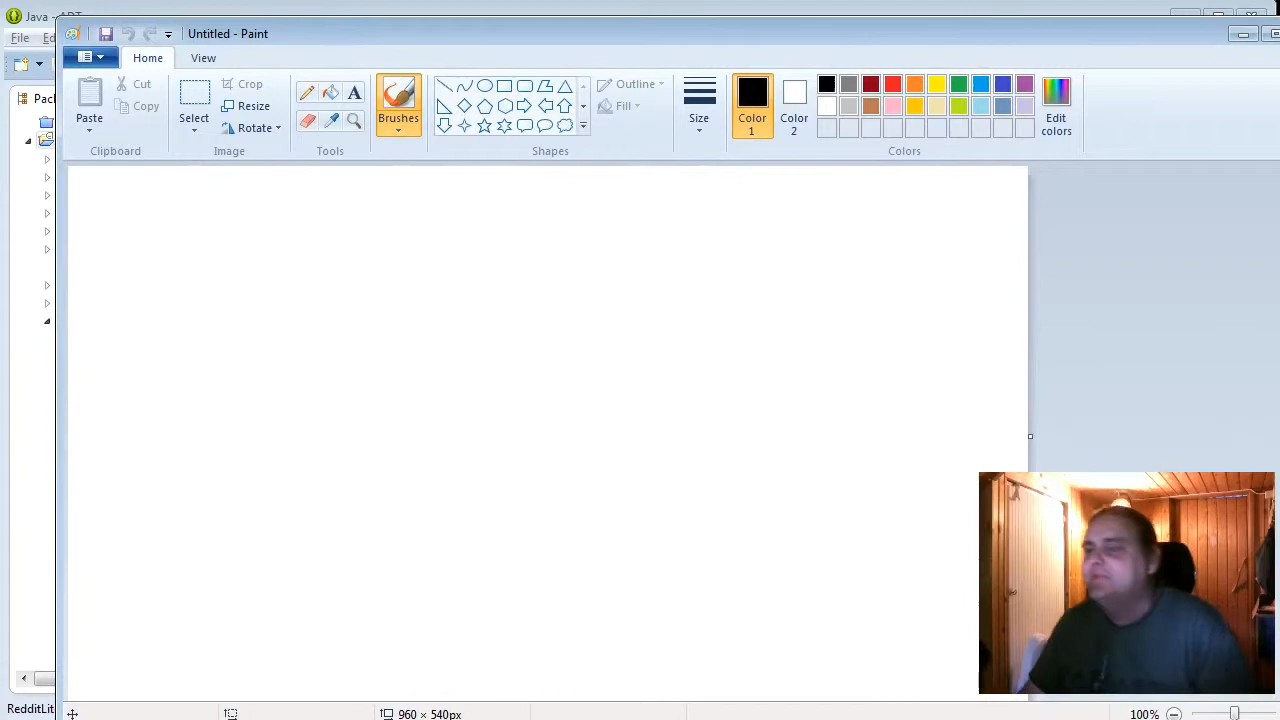 Java - ADT
Untitled - Paint
File
Home
View
Paste
Cut
Copy
Clipboard
Select
Crop
Resize
Rotate
Image
A
Tools
Brushes
Outline
Fill
Shapes
Size
Color 1
Color 2
Edit colors
Colors
Pack
RedditLit
960 × 540px
100%